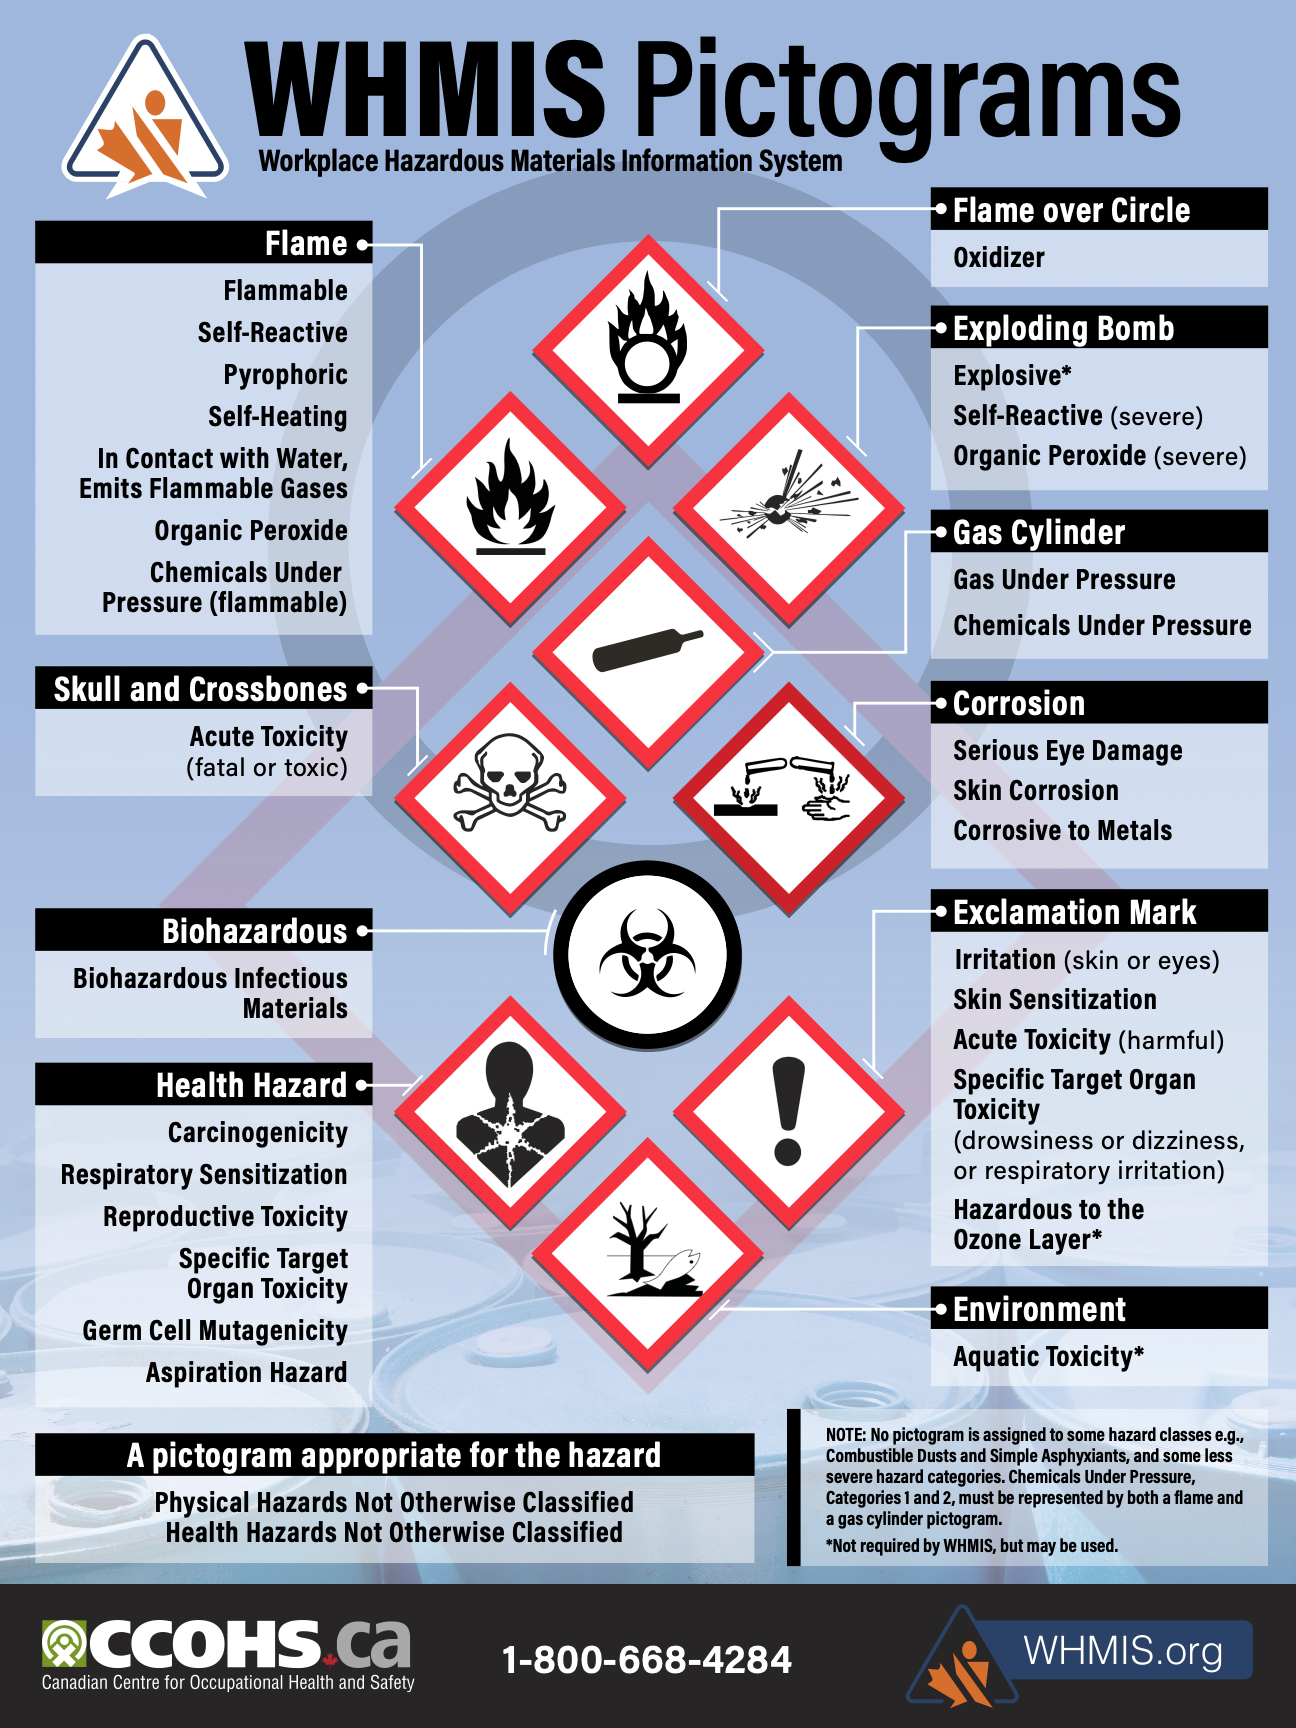 WHMIS Pictograms
Workplace Hazardous Materials Information System
Flame
Flammable
Self-Reactive
Pyrophoric
Self-Heating
In Contact with Water,
Emits Flammable Gases
Organic Peroxide
Chemicals Under
Pressure (flammable)
Skull and Crossbones
Acute Toxicity
(fatal or toxic)
Biohazardous
Biohazardous Infectious
Materials
Health Hazard
Carcinogenicity
Respiratory Sensitization
Reproductive Toxicity
Specific Target
Organ Toxicity
Germ Cell Mutagenicity
Aspiration Hazard
Flame over Circle
Oxidizer
Exploding Bomb
Explosive*
Self-Reactive (severe)
Organic Peroxide (severe)
Gas Cylinder
Gas Under Pressure
Chemicals Under Pressure
Corrosion
Serious Eye Damage
Skin Corrosion
Corrosive to Metals
Exclamation Mark
Irritation (skin or eyes)
Skin Sensitization
Acute Toxicity (harmful)
Specific Target Organ
Toxicity
(drowsiness or dizziness,
or respiratory irritation)
Hazardous to the
Ozone Layer*
Environment
Aquatic Toxicity*
A pictogram appropriate for the hazard
Physical Hazards Not Otherwise Classified
Health Hazards Not Otherwise Classified
NOTE: No pictogram is assigned to some hazard classes e.g.,
Combustible Dusts and Simple Asphyxiants, and some less
severe hazard categories. Chemicals Under Pressure,
Categories 1 and 2, must be represented by both a flame and
a gas cylinder pictogram.
*Not required by WHMIS, but may be used.
CCOHS.ca
Canadian Centre for Occupational Health and Safety
1-800-668-4284
WHMIS.org